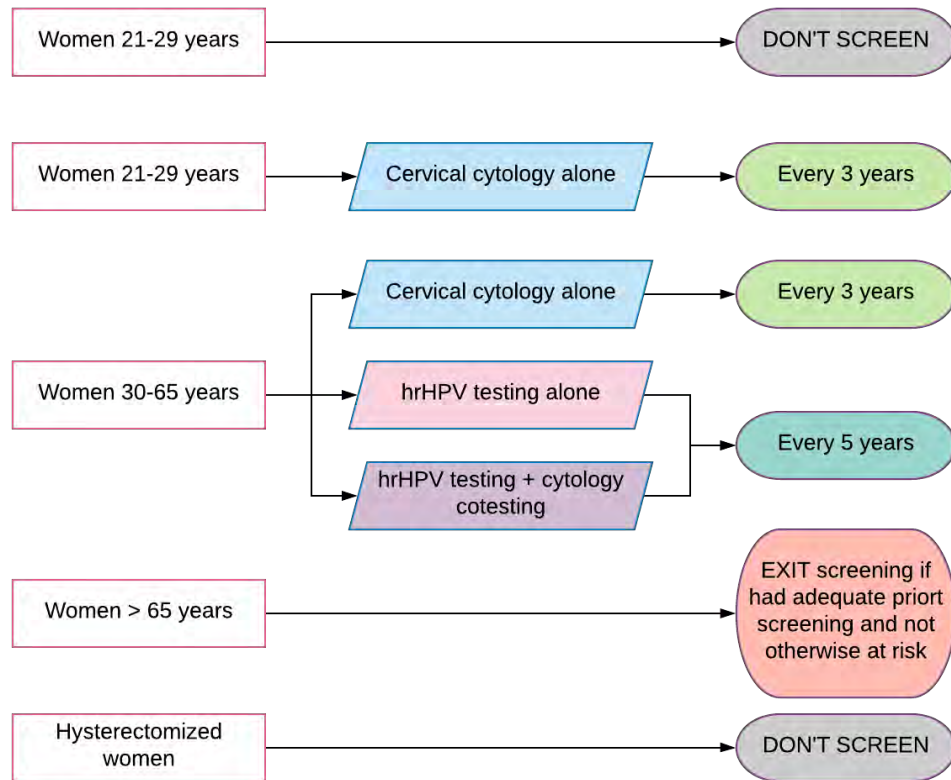 Women 21-29 years
DON'T SCREEN
Women 21-29 years
Cervical cytology alone
Every 3 years
Women 30-65 years
Cervical cytology alone
Every 3 years
hrHPV testing alone
hrHPV testing + cytology
cotesting
Every 5 years
Women > 65 years
EXIT screening if
had adequate priort
screening and not
otherwise at risk
Hysterectomized
women
DON'T SCREEN